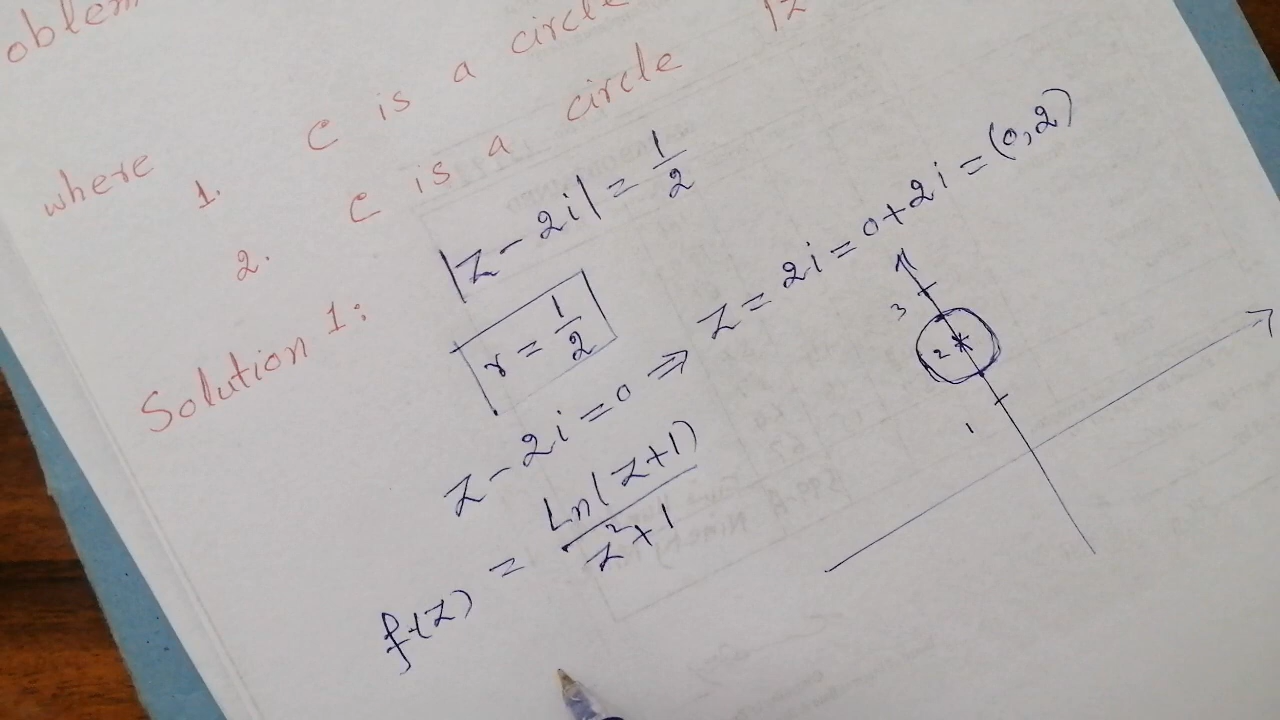 oblem
where 1. C is a circle
2. C is a circle |z
Solution 1: |z - 2i| = 1/2
r = 1/2
z - 2i = 0 ⇒ z = 2i = 0 + 2i = (0, 2)
f(z) = Ln(z+1)/z²+1
3
2
1